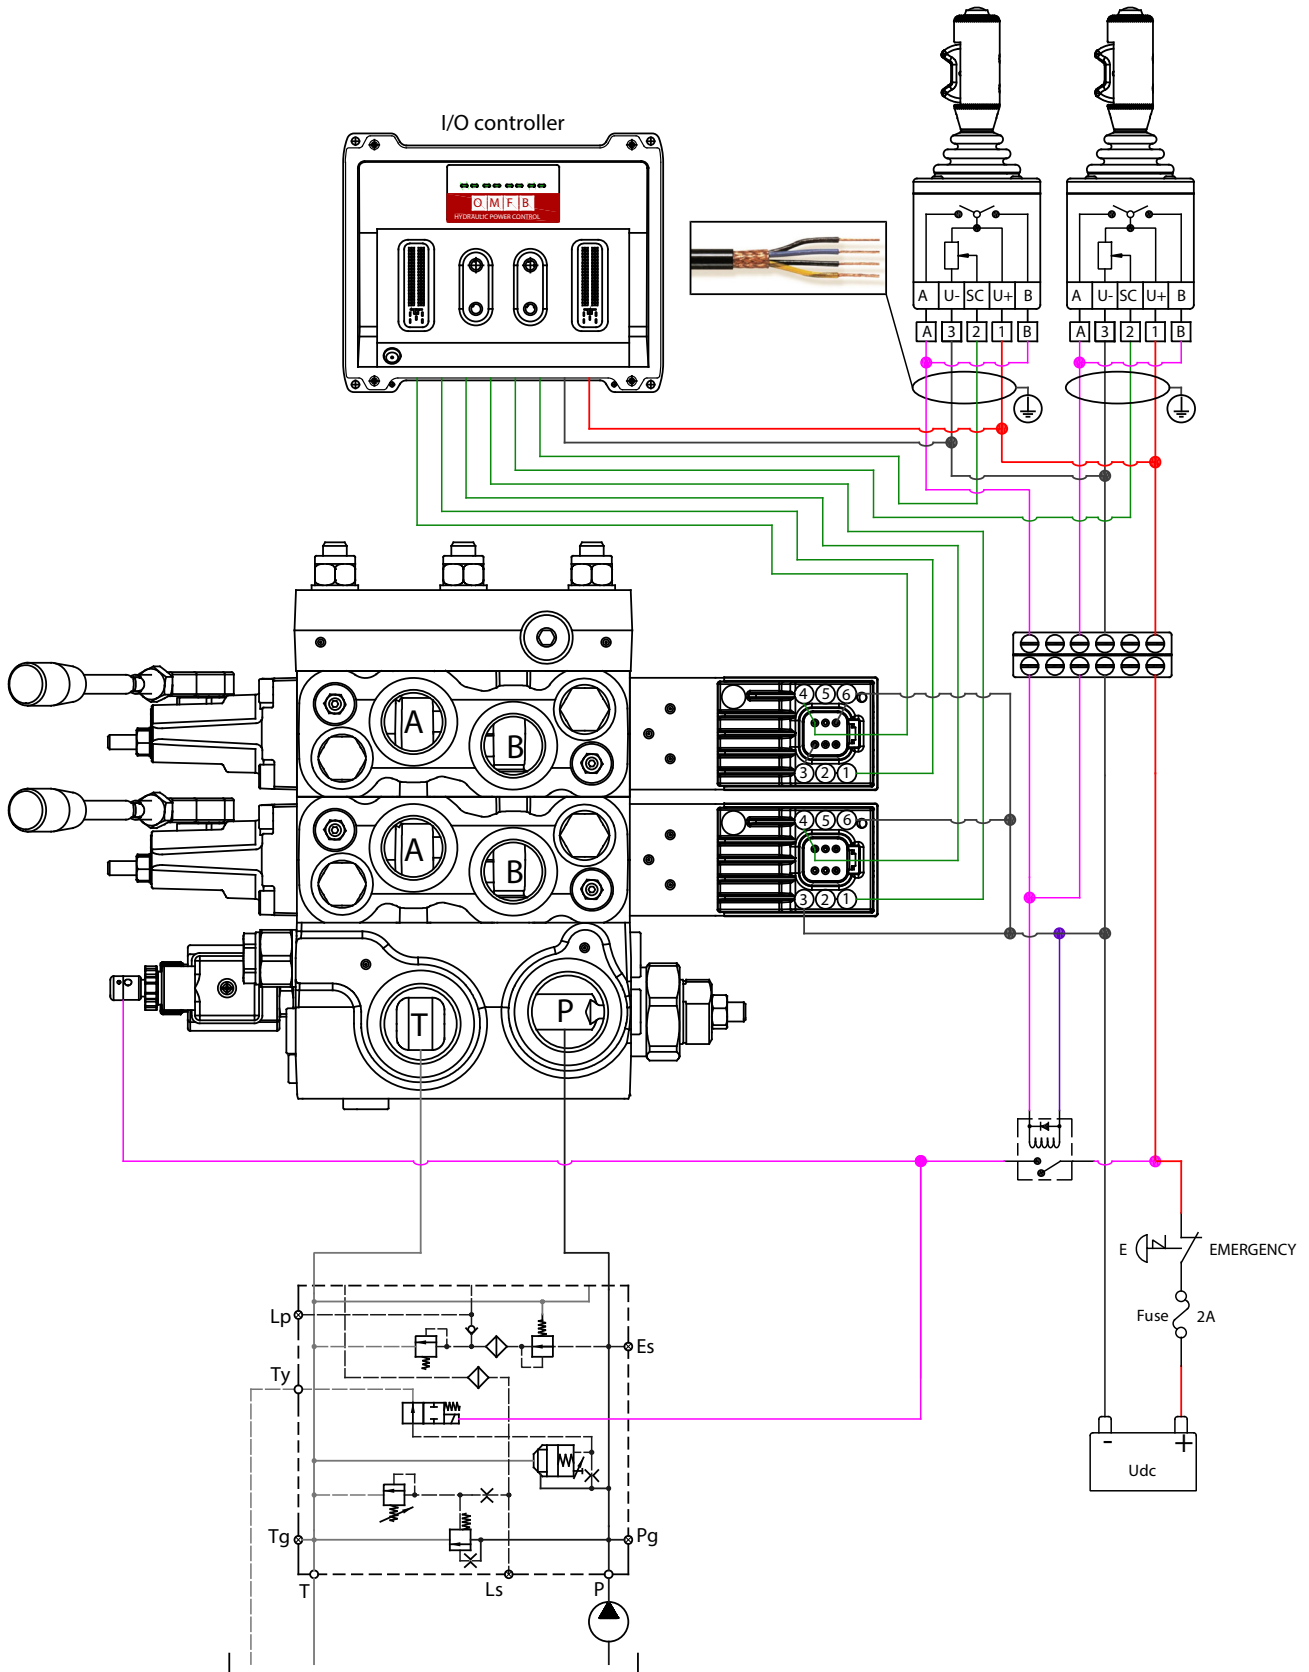 I/O controller
O M F B
HYDRAULIC POWER CONTROL
A U- SC U+ B
A 3 2 1 B
A U- SC U+ B
A 3 2 1 B
A
B
4 5 6
3 2 1
A
B
4 5 6
3 2 1
T
P
E
EMERGENCY
Fuse
2A
- +
Udc
Lp
Es
Ty
Tg
Pg
T
Ls
P